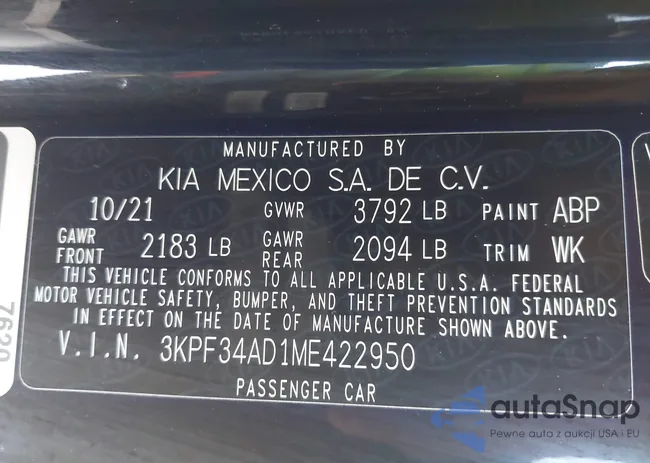 MANUFACTURED BY
KIA MEXICO S.A. DE C.V.
10/21 GVWR 3792 LB PAINT ABP
GAWR FRONT 2183 LB GAWR REAR 2094 LB TRIM WK
THIS VEHICLE CONFORMS TO ALL APPLICABLE U.S.A. FEDERAL
MOTOR VEHICLE SAFETY, BUMPER, AND THEFT PREVENTION STANDARDS
IN EFFECT ON THE DATE OF MANUFACTURE SHOWN ABOVE.
V.I.N. 3KPF34AD1ME422950
PASSENGER CAR
autaSnap
Pewne auta z aukcji USA i EU